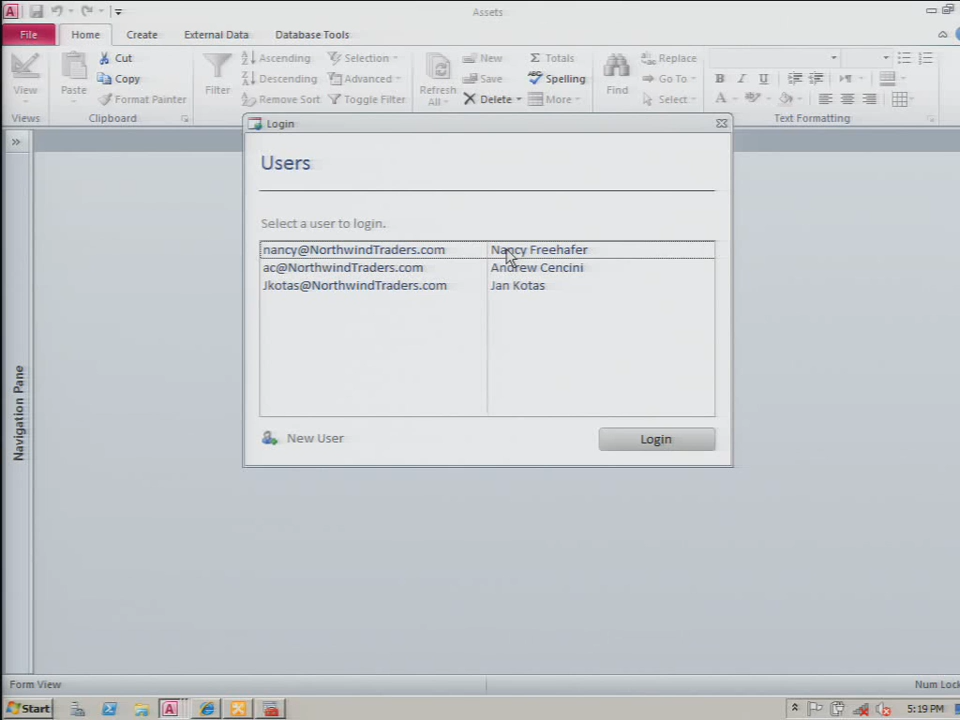 Assets
File Home Create External Data Database Tools
View Paste Cut Copy Format Painter
Filter Ascending Descending Remove Sort Selection Advanced Toggle Filter
Refresh All New Save Delete Totals Spelling More
Find Replace Go To Select
B I U A
Views Clipboard Text Formatting
Login
Users
Select a user to login.
nancy@NorthwindTraders.com Nancy Freehafer
ac@NorthwindTraders.com Andrew Cencini
Jkotas@NorthwindTraders.com Jan Kotas
New User Login
Navigation Pane
Form View Num Lock
Start 5:19 PM